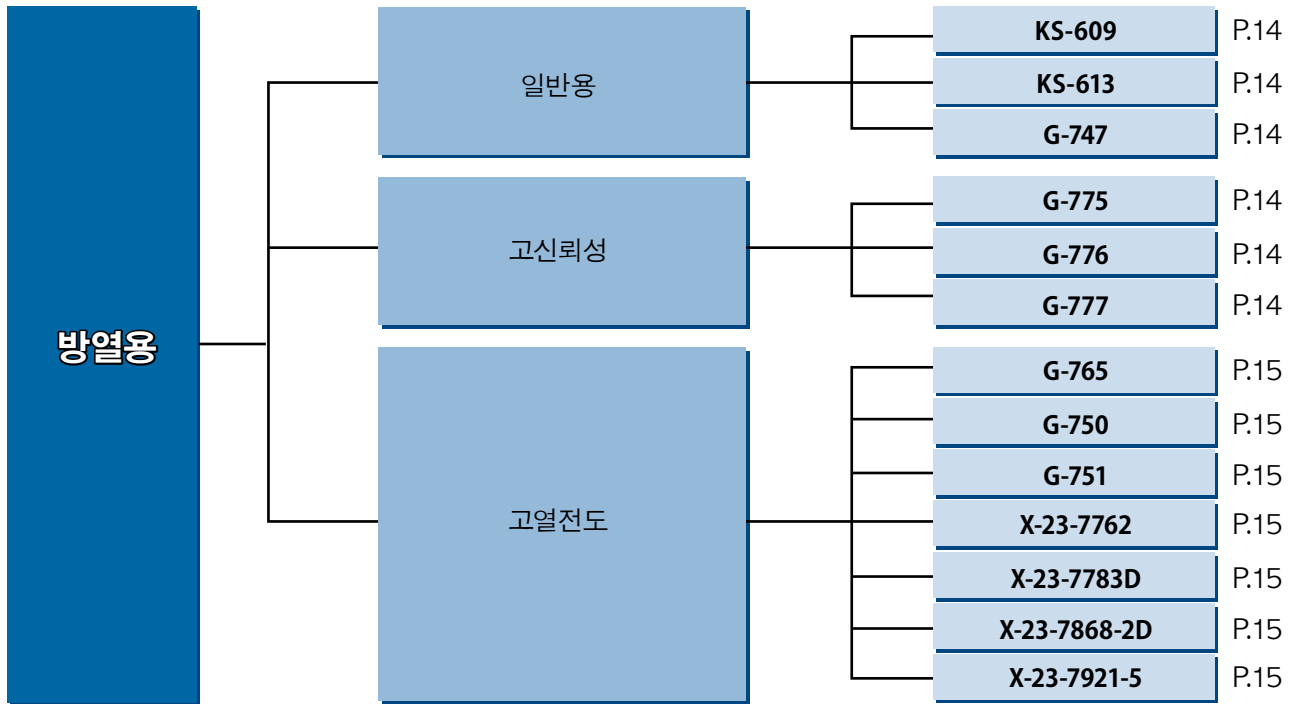 방열용
일반용
KS-609 P.14
KS-613 P.14
G-747 P.14
고신뢰성
G-775 P.14
G-776 P.14
G-777 P.14
고열전도
G-765 P.15
G-750 P.15
G-751 P.15
X-23-7762 P.15
X-23-7783D P.15
X-23-7868-2D P.15
X-23-7921-5 P.15